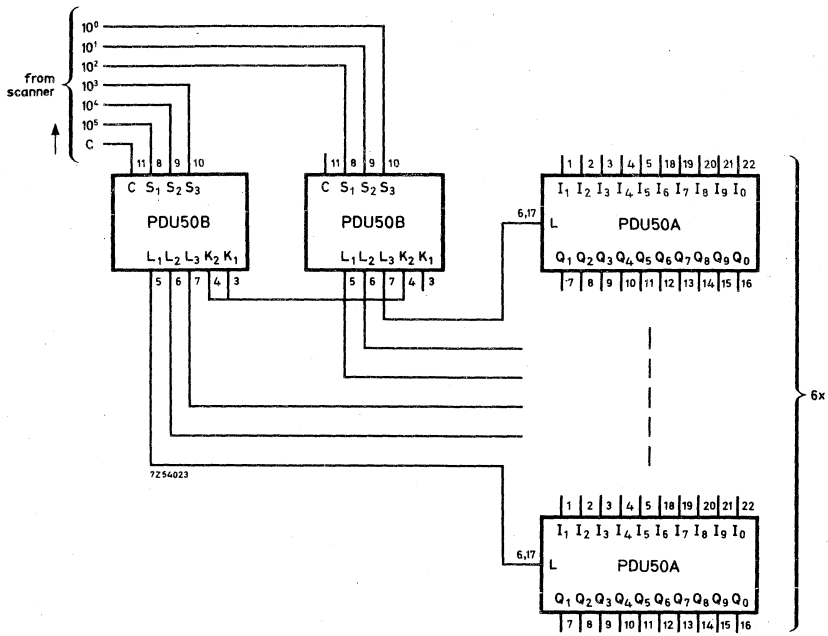 10⁰
10¹
10²
from
scanner
10³
10⁴
10⁵
C
11 8 9 10
C S₁ S₂ S₃
PDU50B
L₁ L₂ L₃ K₂ K₁
5 6 7 4 3
11 8 9 10
C S₁ S₂ S₃
PDU50B
L₁ L₂ L₃ K₂ K₁
5 6 7 4 3
1 2 3 4 5 18 19 20 21 22
I₁ I₂ I₃ I₄ I₅ I₆ I₇ I₈ I₉ I₀
6,17
L
PDU50A
Q₁ Q₂ Q₃ Q₄ Q₅ Q₆ Q₇ Q₈ Q₉ Q₀
7 8 9 10 11 12 13 14 15 16
6x
7Z54023
1 2 3 4 5 18 19 20 21 22
I₁ I₂ I₃ I₄ I₅ I₆ I₇ I₈ I₉ I₀
6,17
L
PDU50A
Q₁ Q₂ Q₃ Q₄ Q₅ Q₆ Q₇ Q₈ Q₉ Q₀
7 8 9 10 11 12 13 14 15 16